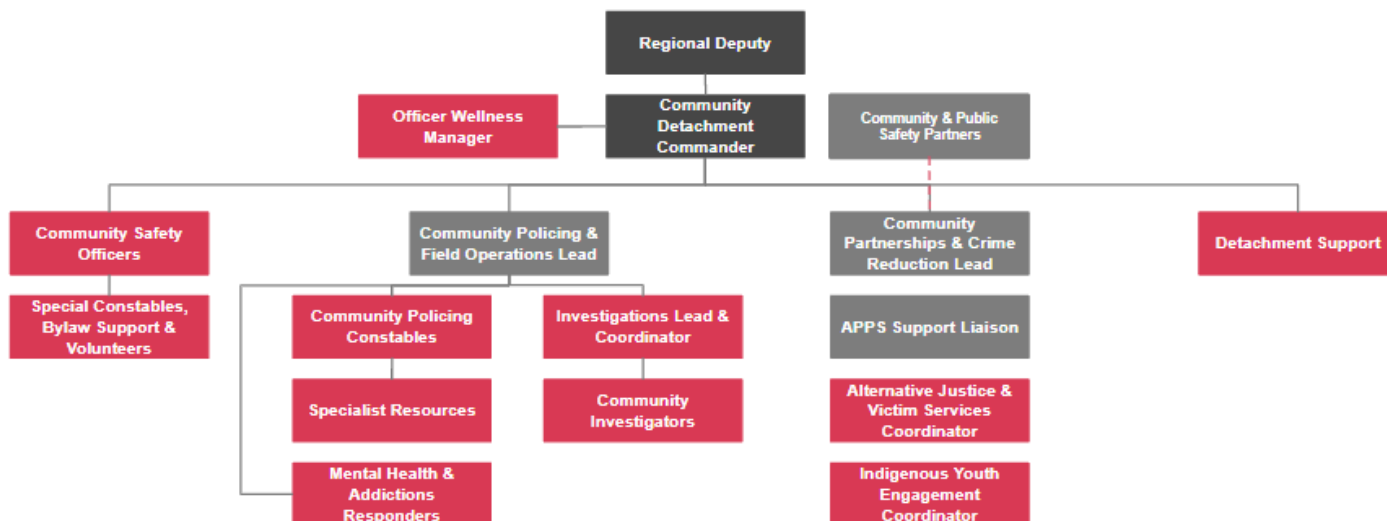 Regional Deputy
Officer Wellness
Manager
Community
Detachment
Commander
Community & Public
Safety Partners
Community Safety
Officers
Community Policing &
Field Operations Lead
Community
Partnerships & Crime
Reduction Lead
Detachment Support
Special Constables,
Bylaw Support &
Volunteers
Community Policing
Constables
Investigations Lead &
Coordinator
APPS Support Liaison
Specialist Resources
Community
Investigators
Alternative Justice &
Victim Services
Coordinator
Mental Health &
Addictions
Responders
Indigenous Youth
Engagement
Coordinator